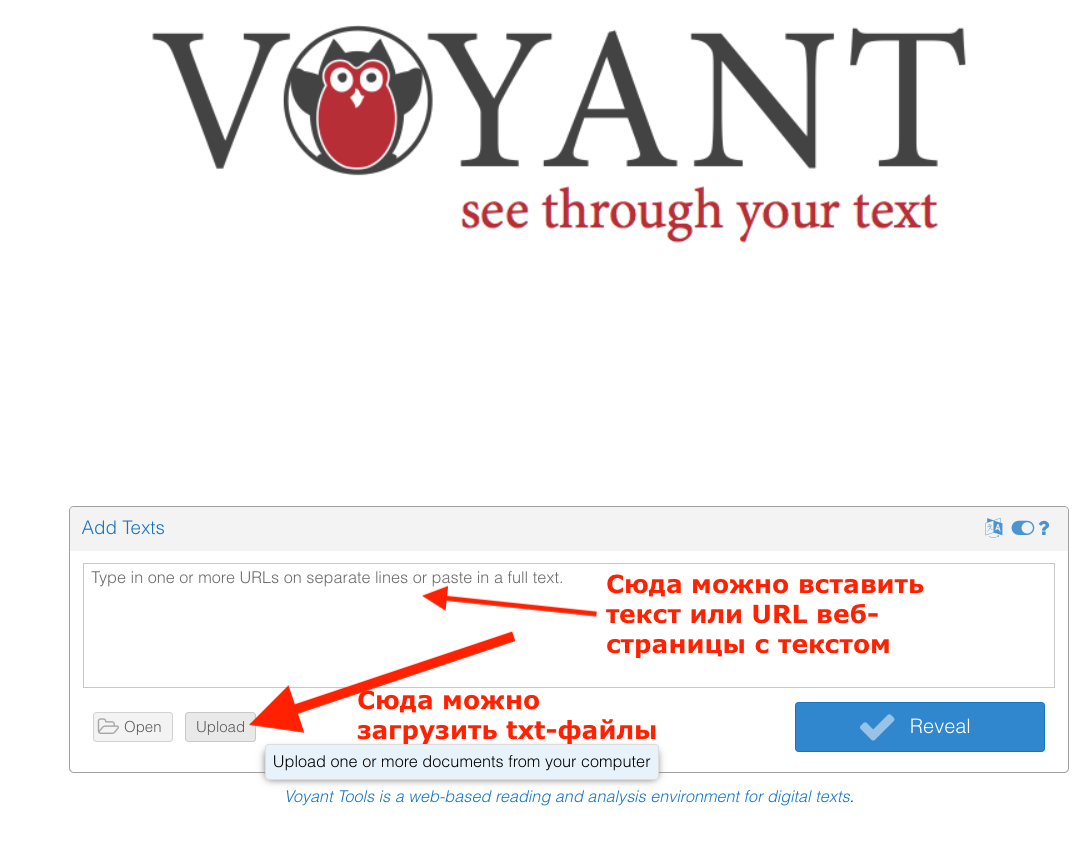 VOYANT
see through your text
Add Texts
?
Type in one or more URLs on separate lines or paste in a full text.
Сюда можно вставить
текст или URL веб-
страницы с текстом
Сюда можно
загрузить txt-файлы
Open
Upload
Reveal
Upload one or more documents from your computer
Voyant Tools is a web-based reading and analysis environment for digital texts.